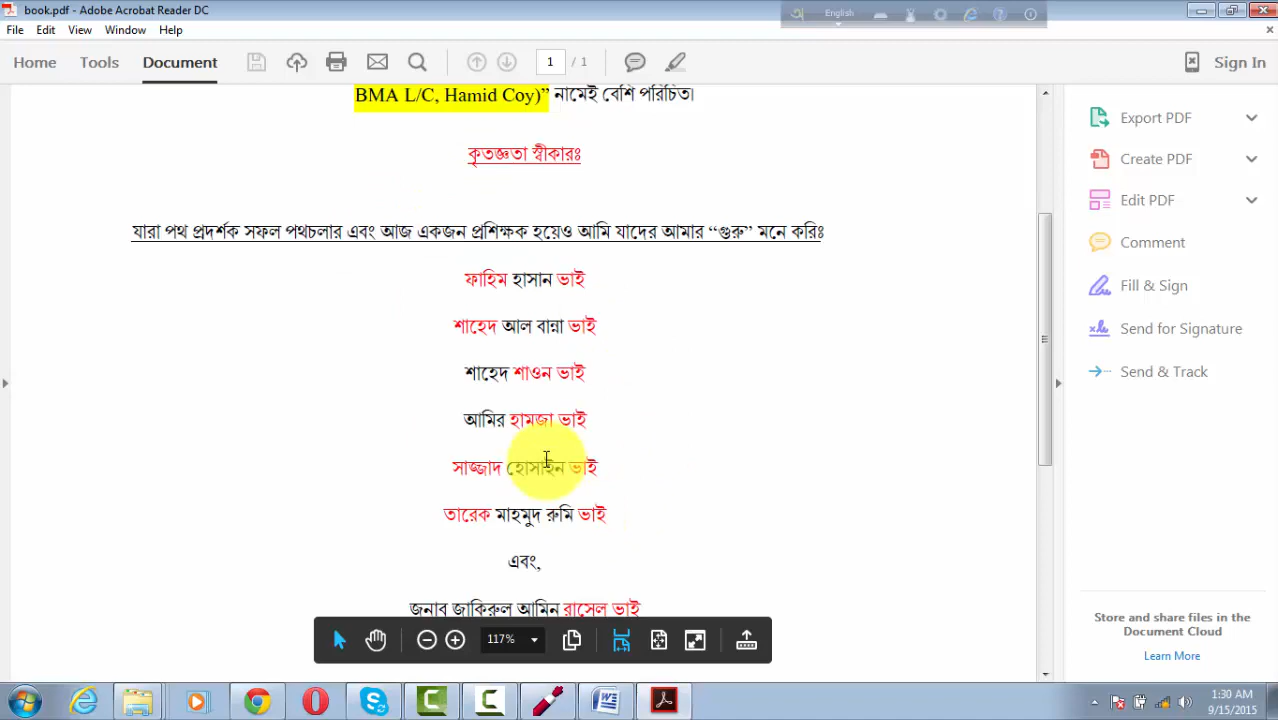 book.pdf - Adobe Acrobat Reader DC
English
File Edit View Window Help
Home Tools Document 1 / 1 Sign In
BMA L/C, Hamid Coy)” নামেই বেশি পরিচিত।
কৃতজ্ঞতা স্বীকারঃ
যারা পথ প্রদর্শক সফল পথচলার এবং আজ একজন প্রশিক্ষক হয়েও আমি যাদের আমার “গুরু” মনে করিঃ
ফাহিম হাসান ভাই
শাহেদ আল বান্না ভাই
শাহেদ শাওন ভাই
আমির হামজা ভাই
সাজ্জাদ হোসাইন ভাই
তারেক মাহমুদ রুমি ভাই
এবং,
জনাব জাকিরুল আমিন রাসেল ভাই
117%
Export PDF
Create PDF
Edit PDF
Comment
Fill & Sign
Send for Signature
Send & Track
Store and share files in the
Document Cloud
Learn More
1:30 AM
9/15/2015